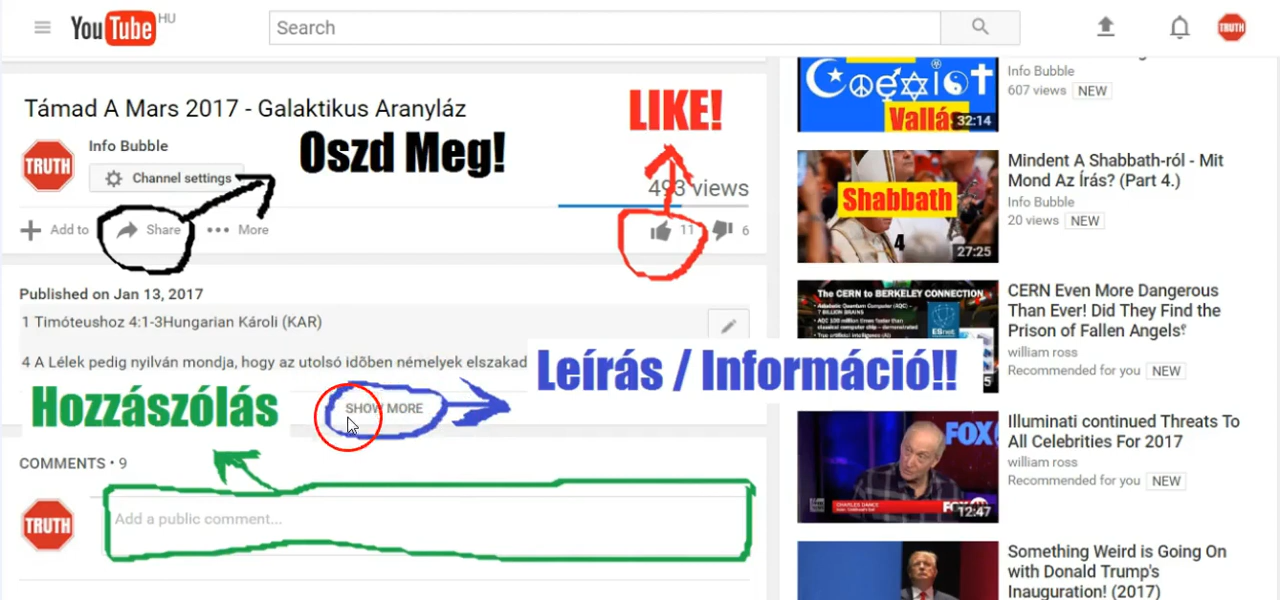 YouTube HU
Search
TRUTH
Támad A Mars 2017 - Galaktikus Aranyláz
TRUTH
Info Bubble
Channel settings
Oszd Meg!
LIKE!
493 views
Add to
Share
More
11
6
Published on Jan 13, 2017
1 Timóteushoz 4:1-3Hungarian Károli (KAR)
4 A Lélek pedig nyilván mondja, hogy az utolsó időben némelyek elszakad
Leírás / Információ!!
Hozzászólás
SHOW MORE
COMMENTS • 9
TRUTH
Add a public comment...
Coexist
Vallás
32:14
Info Bubble
607 views NEW
Shabbath
4
27:25
Mindent A Shabbath-ról - Mit
Mond Az Írás? (Part 4.)
Info Bubble
20 views NEW
The CERN to BERKELEY CONNECTION
ESnet
CERN Even More Dangerous
Than Ever! Did They Find the
Prison of Fallen Angels
william ross
Recommended for you NEW
FOX
CHARLES DANCE
12:47
Illuminati continued Threats To
All Celebrities For 2017
william ross
Recommended for you NEW
Something Weird is Going On
with Donald Trump's
Inauguration! (2017)